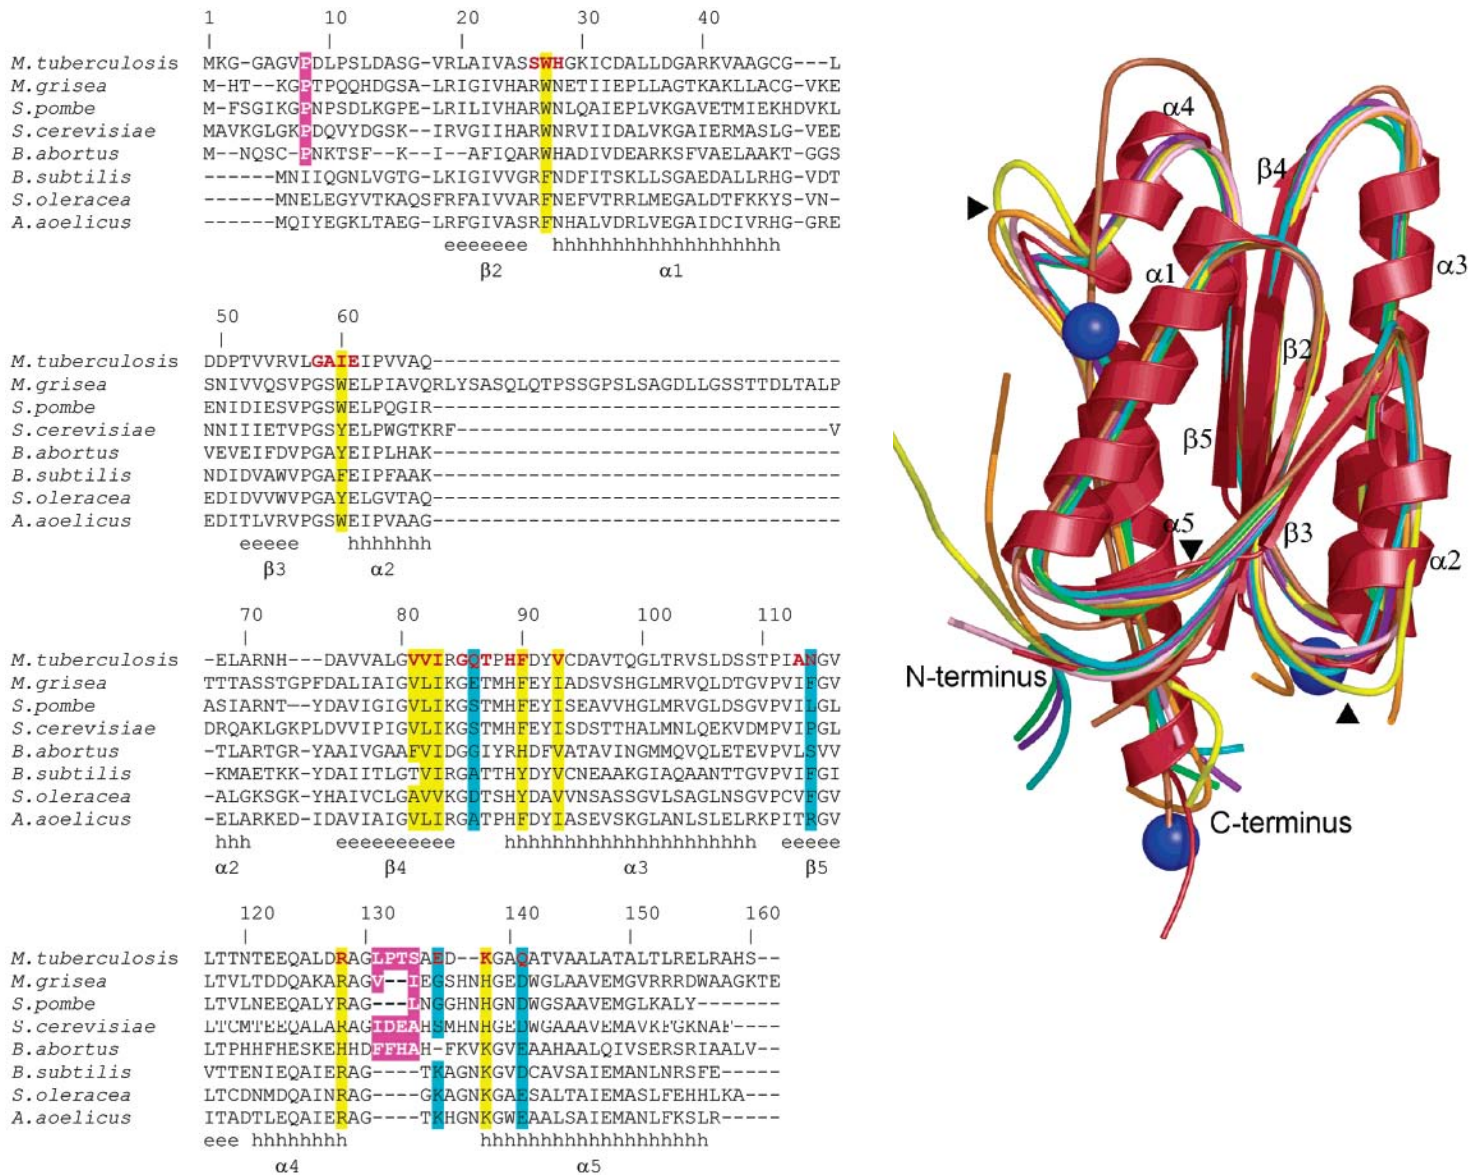 1 10 20 30 40
M.tuberculosis MKG-GAGVPDLPSLDASG-VRLAIVASSWHGKICDALLDGARKVAAGCG---L
M.grisea M-HT--KGPTPQQHDGSA-LRIGIVHARWNETIIEPLLAGTKAKLLACG-VKE
S.pombe M-FSGIKGPNPSDLKGPE-LRILIVHARWNLQAIEPLVKGAVETMIEKHDVKL
S.cerevisiae MAVKGLGKPDQVYDGSK--IRVGIIHARWNRVIIDALVKGAIERMASLG-VEE
B.abortus M--NQSC-PNKTSF--K--I--AFIQARWHADIVDEARKSFVAELAAKT-GGS
B.subtilis ------MNIIQGNLVGTG-LKIGIVVGRFNDFITSKLLSGAEDALLRHG-VDT
S.oleracea ------MNELEGYVTKAQSFRFAIVVARFNEFVTRRLMEGALDTFKKYS-VN-
A.aoelicus ------MQIYEGKLTAEG-LRFGIVASRFNHALVDRLVEGAIDCIVRHG-GRE
eeeeeee hhhhhhhhhhhhhhhhhhh
β2 α1
50 60
M.tuberculosis DDPTVVRVLGAIEIPVVAQ----------------------------------
M.grisea SNIVVQSVPGSWELPIAVQRLYSASQLQTPSSGPSLSAGDLLGSSTTDLTALP
S.pombe ENIDIESVPGSWELPQGIR----------------------------------
S.cerevisiae NNIIIETVPGSYELPWGTKRF-------------------------------V
B.abortus VEVEIFDVPGAYEIPLHAK----------------------------------
B.subtilis NDIDVAWVPGAFEIPFAAK----------------------------------
S.oleracea EDIDVVWVPGAYELGVTAQ----------------------------------
A.aoelicus EDITLVRVPGSWEIPVAAG----------------------------------
eeeee hhhhhhh
β3 α2
70 80 90 100 110
M.tuberculosis -ELARNH---DAVVALGVVIRGQTPHFDYVCDAVTQGLTRVSLDSSTPIANGV
M.grisea TTTASSTGPFDALIAIGVLIKGETMHFEYIADSVSHGLMRVQLDTGVPVIFGV
S.pombe ASIARNT--YDAVIGIGVLIKGSTMHFEYISEAVVHGLMRVGLDSGVPVILGL
S.cerevisiae DRQAKLGKPLDVVIPIGVLIKGSTMHFEYISDSTTHALMNLQEKVDMPVIPGL
B.abortus -TLARTGR-YAAIVGAAFVIDGGIYRHDFVATAVINGMMQVQLETEVPVLSVV
B.subtilis -KMAETKK-YDAIITLGTVIRGATTHYDYVCNEAAKGIAQAANTTGVPVIFGI
S.oleracea -ALGKSGK-YHAIVCLGAVVKGDTSHYDAVVNSASSGVLSAGLNSGVPCVFGV
A.aoelicus -ELARKED-IDAVIAIGVLIRGATPHFDYIASEVSKGLANLSLELRKPITRGV
hhh eeeeeeeee hhhhhhhhhhhhhhhhhhhhh eeeee
α2 β4 α3 β5
120 130 140 150 160
M.tuberculosis LTTNTEEQALDRAGLPTSAED--KGAQATVAALATALTLRELRAHS--
M.grisea LTVLTDDQAKARAGV--IEGSHNHGEDWGLAAVEMGVRRRDWAAGKTE
S.pombe LTVLNEEQALYRAG---LNGGHNHGNDWGSAAVEMGLKALY-------
S.cerevisiae LTCMTEEQALARAGIDEAHSMHNHGEDWGAAAVEMAVKFGKNAF----
B.abortus LTPHHFHESKEHHDFFHAH-FKVKGVEAAHAALQIVSERSRIAALV--
B.subtilis VTTENIEQAIERAG----TKAGNKGVDCAVSAIEMANLNRSFE-----
S.oleracea LTCDNMDQAINRAG----GKAGNKGAESALTAIEMASLFEHHLKA---
A.aoelicus ITADTLEQAIERAG----TKHGNKGWEAALSAIEMANLFKSLR-----
eee hhhhhhhh hhhhhhhhhhhhhhhhhhh
α4 α5
α4
β4
α1
α3
β2
β5
α5
β3
α2
N-terminus
C-terminus